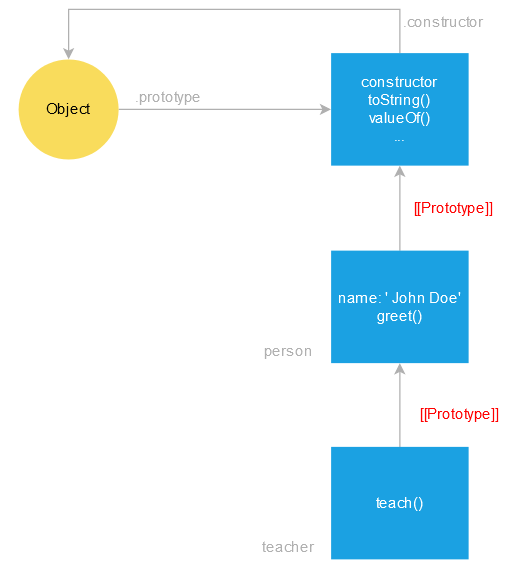 .constructor
constructor
toString()
valueOf()
...
.prototype
Object
[[Prototype]]
name: ' John Doe'
greet()
person
[[Prototype]]
teach()
teacher